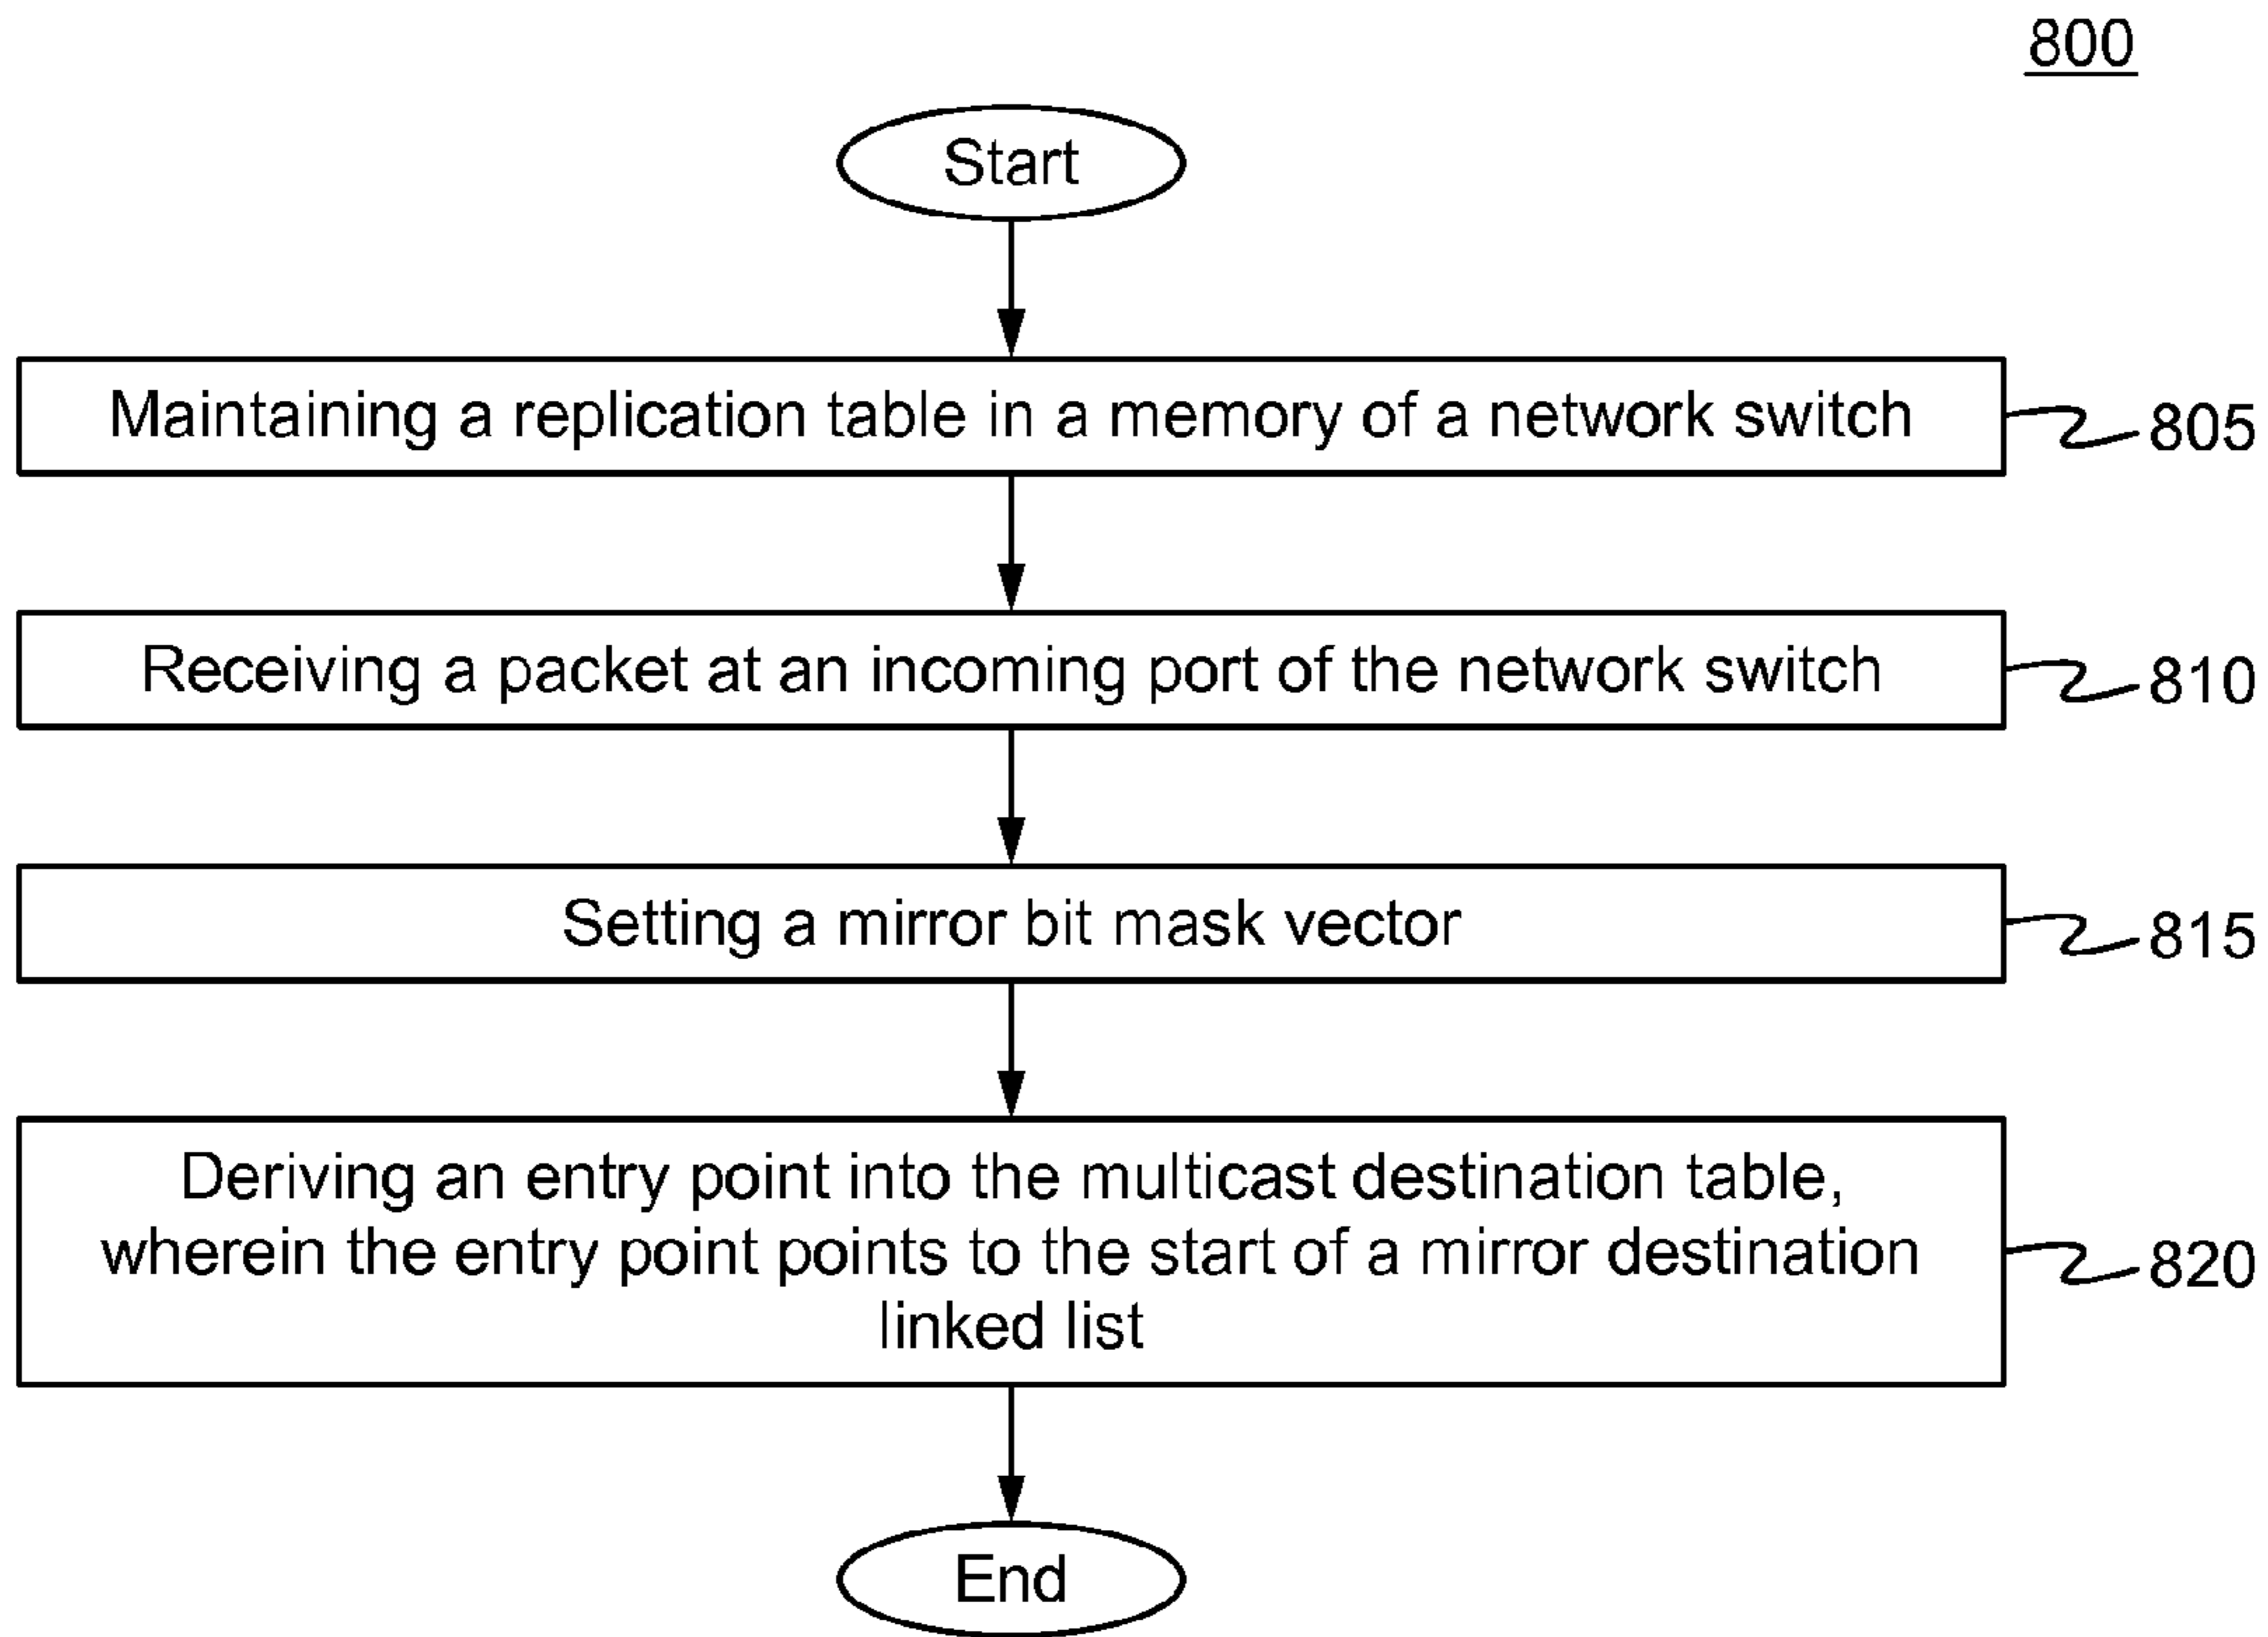 800
Start
Maintaining a replication table in a memory of a network switch
805
Receiving a packet at an incoming port of the network switch
810
Setting a mirror bit mask vector
815
Deriving an entry point into the multicast destination table,
wherein the entry point points to the start of a mirror destination
linked list
820
End